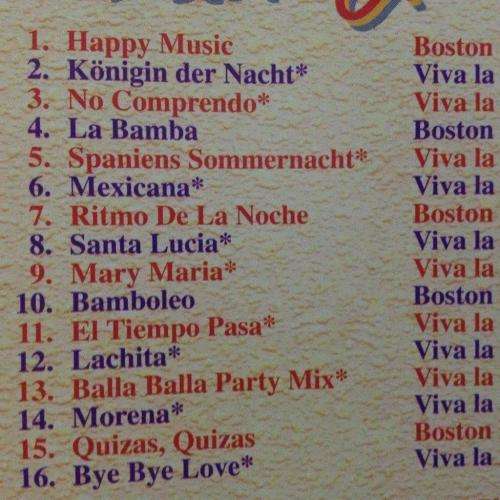 1. Happy Music Boston
2. Königin der Nacht* Viva la
3. No Comprendo* Viva la
4. La Bamba Boston
5. Spaniens Sommernacht* Viva la
6. Mexicana* Viva la
7. Ritmo De La Noche Boston
8. Santa Lucia* Viva la
9. Mary Maria* Viva la
10. Bamboleo Boston
11. El Tiempo Pasa* Viva la
12. Lachita* Viva la
13. Balla Balla Party Mix* Viva la
14. Morena* Viva la
15. Quizas, Quizas Boston
16. Bye Bye Love* Viva la